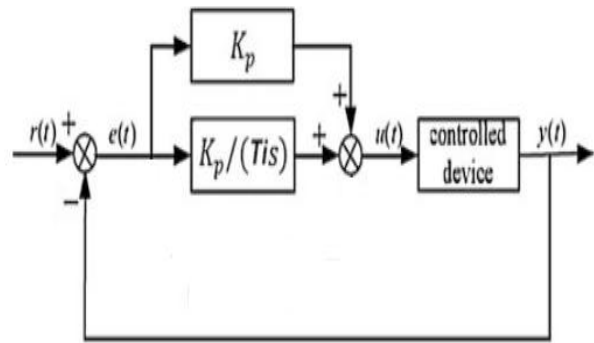 K_p
+
r(t) + e(t) K_p/(Tis) + u(t) controlled device y(t)
−